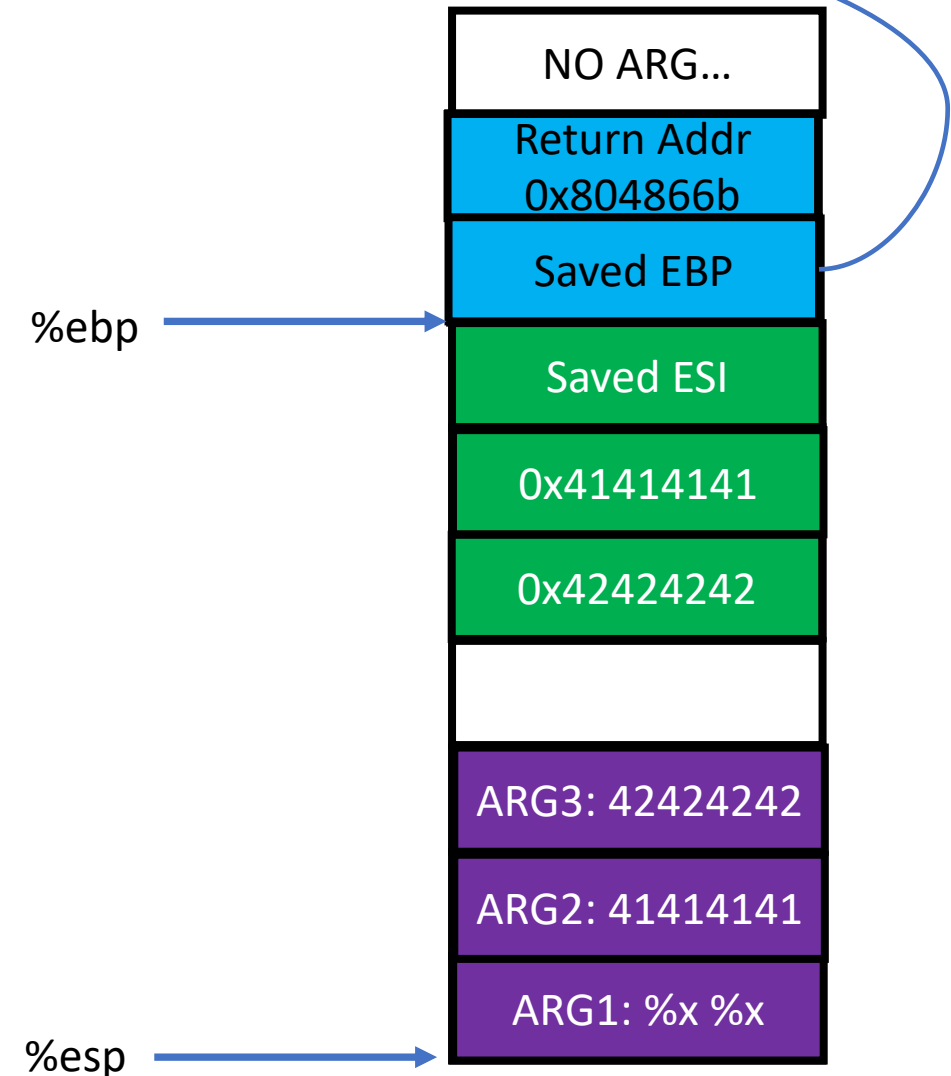 NO ARG…
Return Addr
0x804866b
Saved EBP
%ebp
Saved ESI
0x41414141
0x42424242
ARG3: 42424242
ARG2: 41414141
ARG1: %x %x
%esp